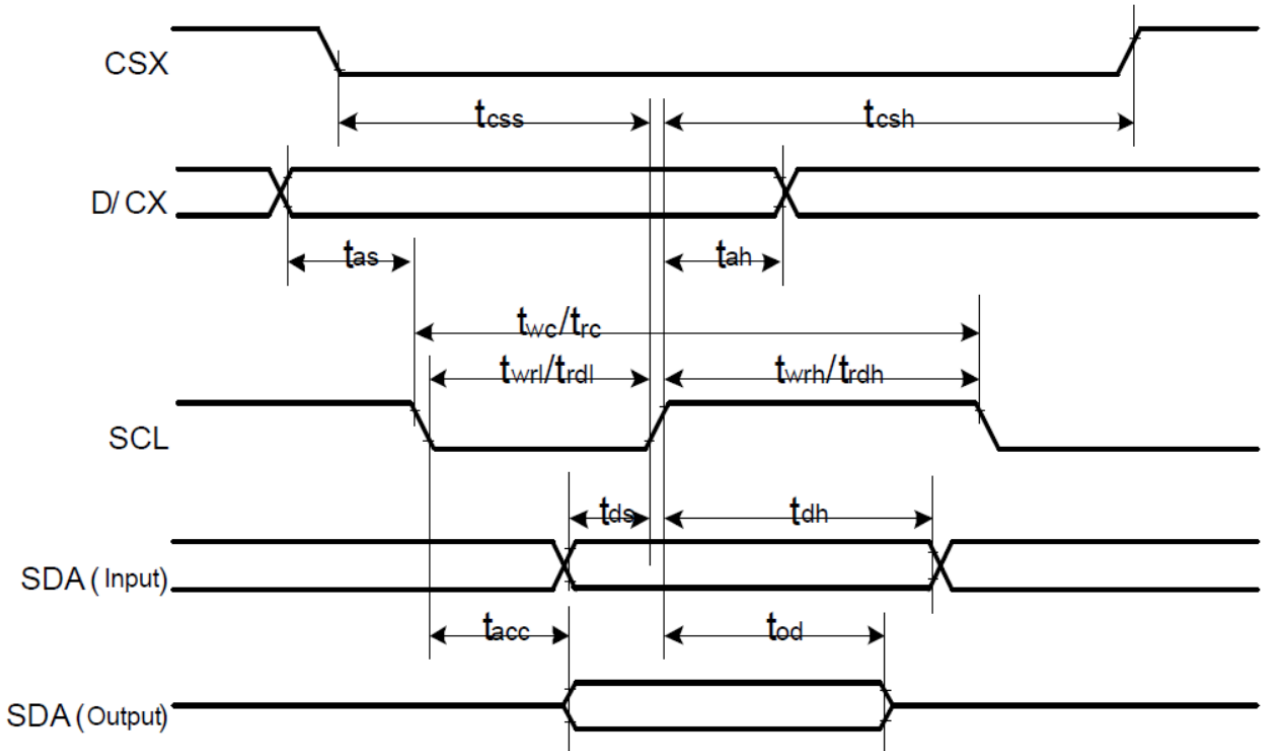 CSX
tcss
tcsh
D/CX
tas
tah
twc/trc
twrl/trdl
twrh/trdh
SCL
tds
tdh
SDA (Input)
tacc
tod
SDA (Output)